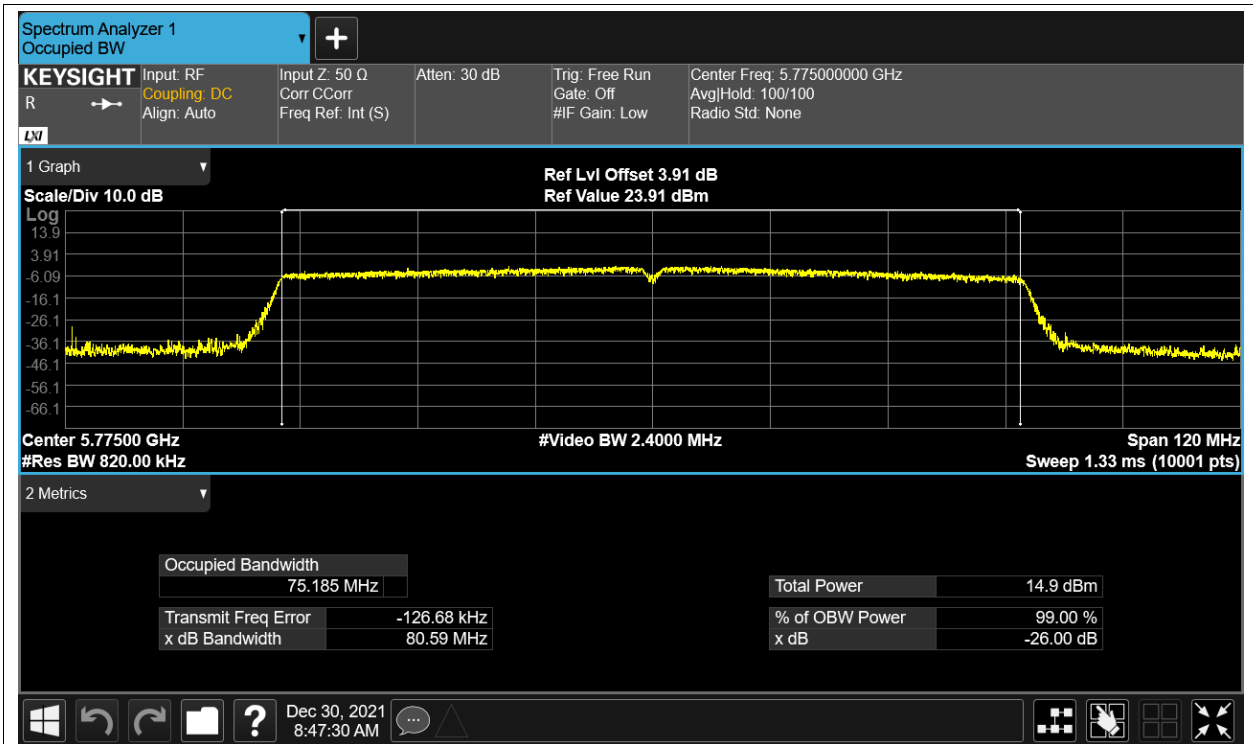 Spectrum Analyzer 1
Occupied BW
KEYSIGHT Input: RF Input Z: 50 Ω Atten: 30 dB Trig: Free Run Center Freq: 5.775000000 GHz
R Coupling: DC Corr CCorr Gate: Off Avg|Hold: 100/100
Align: Auto Freq Ref: Int (S) #IF Gain: Low Radio Std: None
LXI
1 Graph
Ref Lvl Offset 3.91 dB
Scale/Div 10.0 dB Ref Value 23.91 dBm
Log
13.9
3.91
-6.09
-16.1
-26.1
-36.1
-46.1
-56.1
-66.1
Center 5.77500 GHz #Video BW 2.4000 MHz Span 120 MHz
#Res BW 820.00 kHz Sweep 1.33 ms (10001 pts)
2 Metrics
Occupied Bandwidth
75.185 MHz Total Power 14.9 dBm
Transmit Freq Error -126.68 kHz % of OBW Power 99.00 %
x dB Bandwidth 80.59 MHz x dB -26.00 dB
? Dec 30, 2021
8:47:30 AM